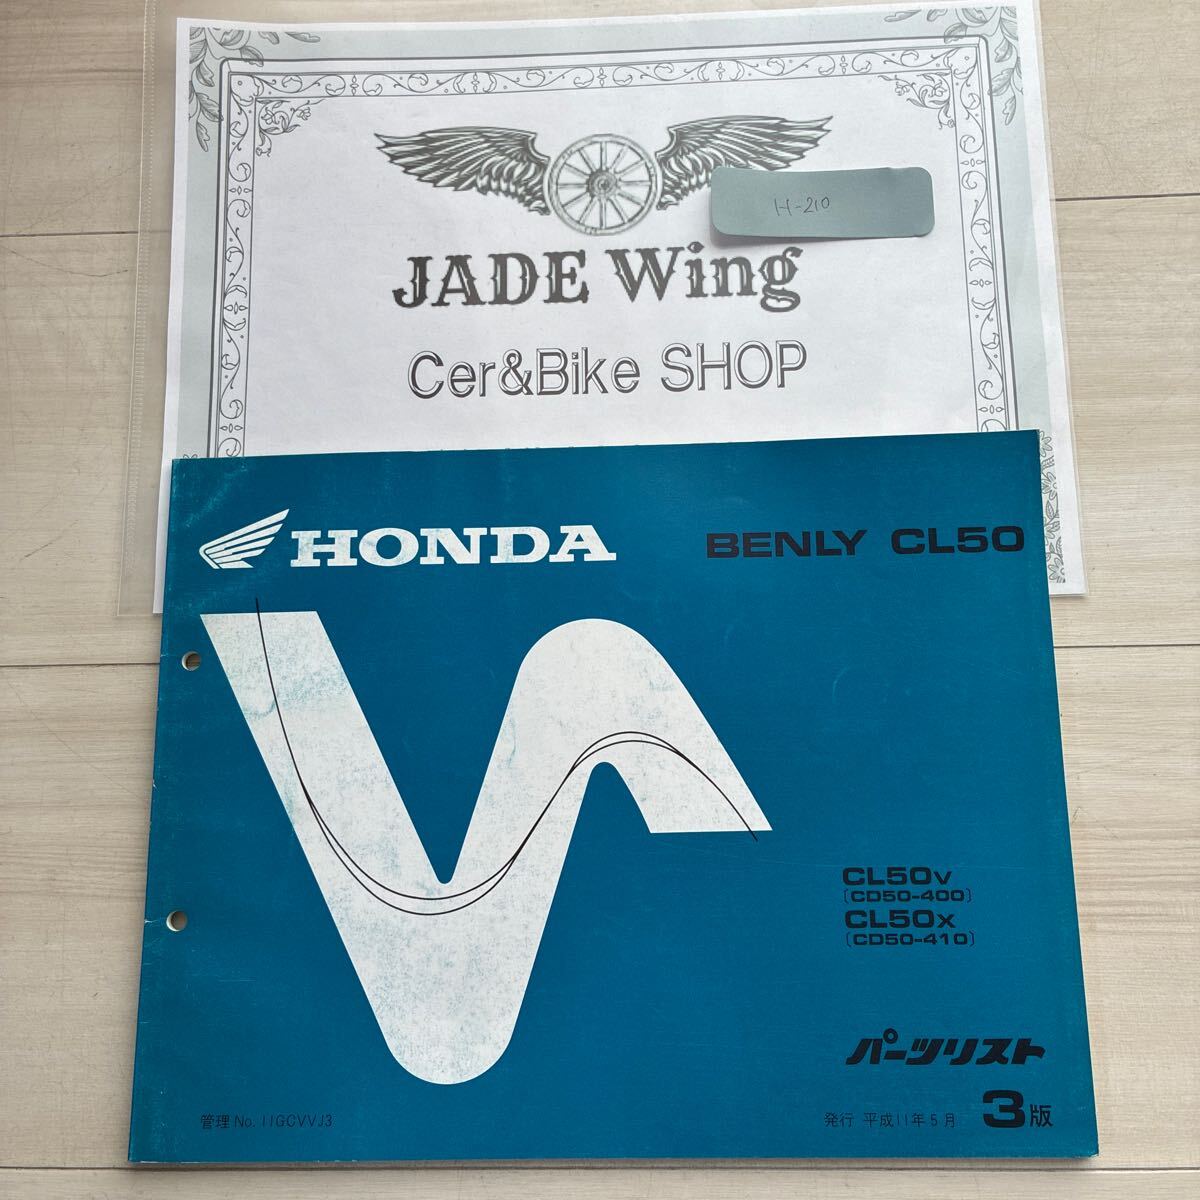 H-210
JADE Wing
Cer&Bike SHOP
HONDA
BENLY CL50
CL50V
(CD50-400)
CL50X
(CD50-410)
パーツリスト
管理 No. 11GCVVJ3
発行 平成11年5月 3版